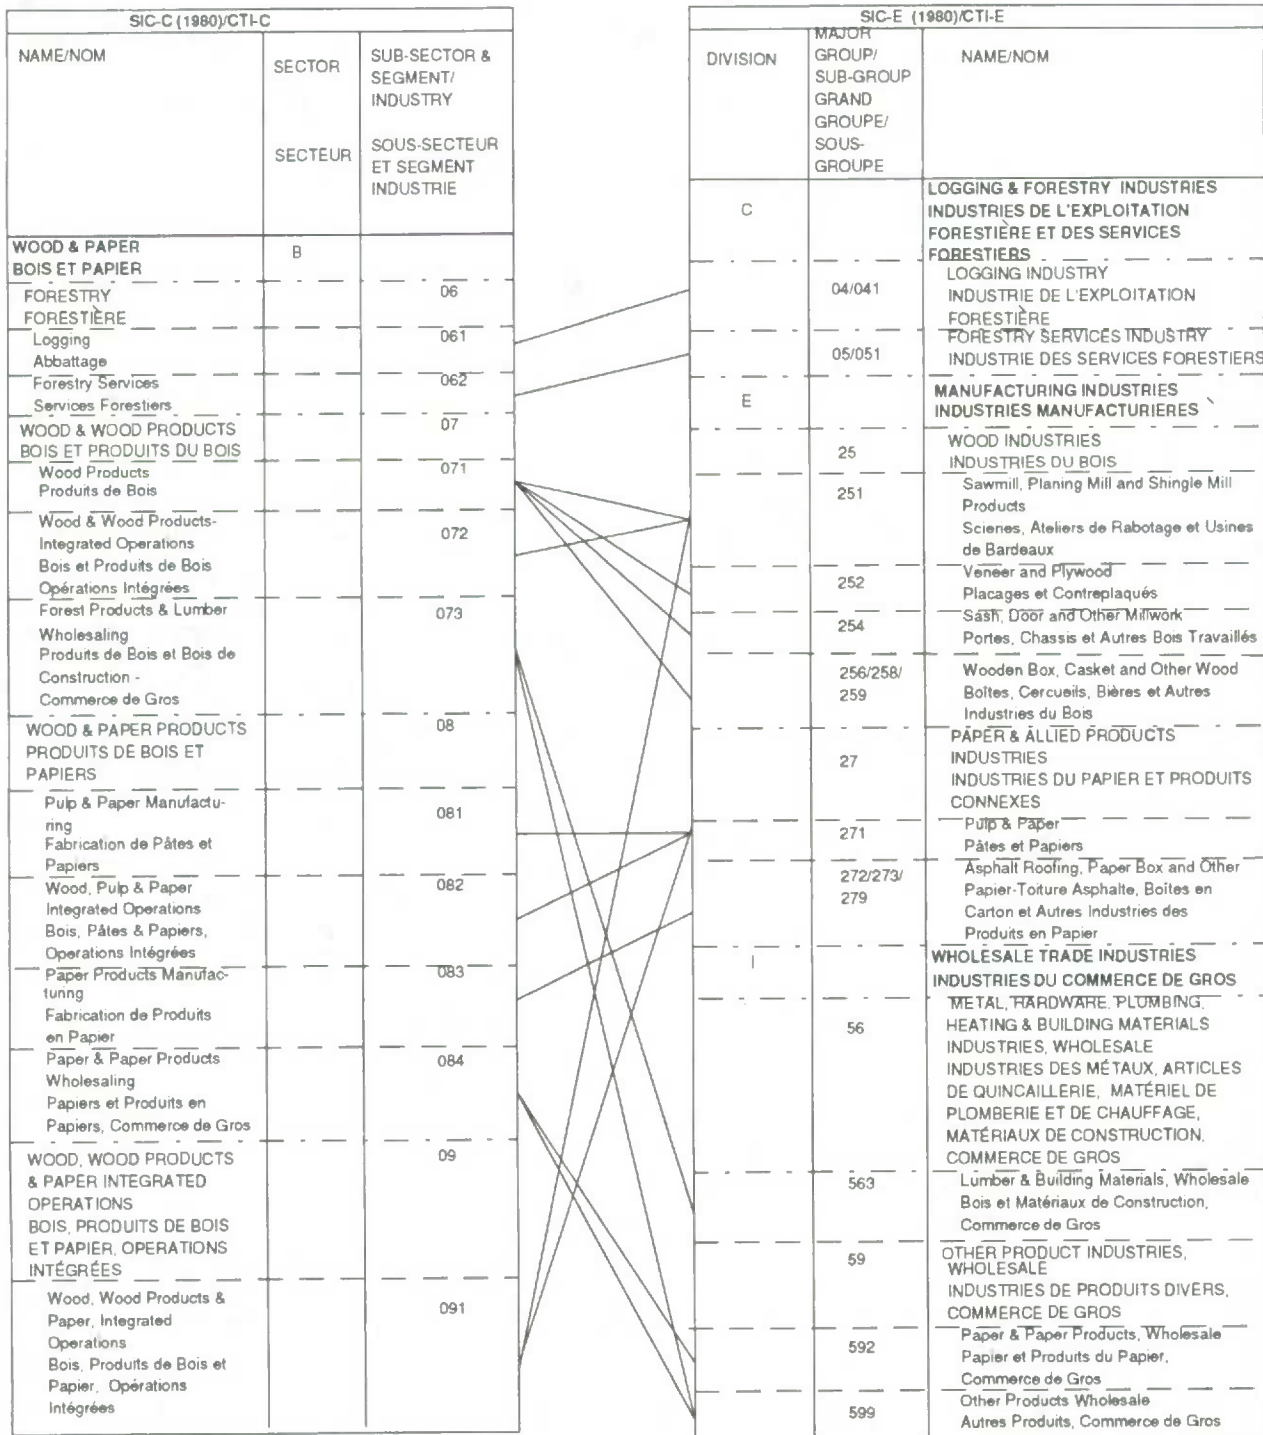 SIC-C (1980)/CTI-C
NAME/NOM
SECTOR
SECTEUR
SUB-SECTOR &
SEGMENT/
INDUSTRY
SOUS-SECTEUR
ET SEGMENT
INDUSTRIE
WOOD & PAPER
BOIS ET PAPIER
B
FORESTRY
FORESTIÈRE
06
Logging
Abbattage
061
Forestry Services
Services Forestiers
062
WOOD & WOOD PRODUCTS
BOIS ET PRODUITS DU BOIS
07
Wood Products
Produits de Bois
071
Wood & Wood Products-
Integrated Operations
Bois et Produits de Bois
Opérations Intégrées
072
Forest Products & Lumber
Wholesaling
Produits de Bois et Bois de
Construction -
Commerce de Gros
073
WOOD & PAPER PRODUCTS
PRODUITS DE BOIS ET
PAPIERS
08
Pulp & Paper Manufactu-
ring
Fabrication de Pâtes et
Papiers
081
Wood, Pulp & Paper
Integrated Operations
Bois, Pâtes & Papiers,
Operations Intégrées
082
Paper Products Manufac-
turing
Fabrication de Produits
en Papier
083
Paper & Paper Products
Wholesaling
Papiers et Produits en
Papiers, Commerce de Gros
084
WOOD, WOOD PRODUCTS
& PAPER INTEGRATED
OPERATIONS
BOIS, PRODUITS DE BOIS
ET PAPIER, OPERATIONS
INTÉGRÉES
09
Wood, Wood Products &
Paper, Integrated
Operations
Bois, Produits de Bois et
Papier, Opérations
Intégrées
091
SIC-E (1980)/CTI-E
DIVISION
MAJOR
GROUP/
SUB-GROUP
GRAND
GROUPE/
SOUS-
GROUPE
NAME/NOM
C
LOGGING & FORESTRY INDUSTRIES
INDUSTRIES DE L'EXPLOITATION
FORESTIÈRE ET DES SERVICES
FORESTIERS
04/041
LOGGING INDUSTRY
INDUSTRIE DE L'EXPLOITATION
FORESTIÈRE
05/051
FORESTRY SERVICES INDUSTRY
INDUSTRIE DES SERVICES FORESTIERS
E
MANUFACTURING INDUSTRIES
INDUSTRIES MANUFACTURIERES
25
WOOD INDUSTRIES
INDUSTRIES DU BOIS
251
Sawmill, Planing Mill and Shingle Mill
Products
Scieries, Ateliers de Rabotage et Usines
de Bardeaux
252
Veneer and Plywood
Placages et Contreplaqués
254
Sash, Door and Other Millwork
Portes, Chassis et Autres Bois Travaillés
256/258/
259
Wooden Box, Casket and Other Wood
Boîtes, Cercueils, Bières et Autres
Industries du Bois
27
PAPER & ALLIED PRODUCTS
INDUSTRIES
INDUSTRIES DU PAPIER ET PRODUITS
CONNEXES
271
Pulp & Paper
Pâtes et Papiers
272/273/
279
Asphalt Roofing, Paper Box and Other
Papier-Toiture Asphalte, Boîtes en
Carton et Autres Industries des
Produits en Papier
I
WHOLESALE TRADE INDUSTRIES
INDUSTRIES DU COMMERCE DE GROS
56
METAL, HARDWARE, PLUMBING,
HEATING & BUILDING MATERIALS
INDUSTRIES, WHOLESALE
INDUSTRIES DES MÉTAUX, ARTICLES
DE QUINCAILLERIE, MATÉRIEL DE
PLOMBERIE ET DE CHAUFFAGE,
MATÉRIAUX DE CONSTRUCTION,
COMMERCE DE GROS
563
Lumber & Building Materials, Wholesale
Bois et Matériaux de Construction,
Commerce de Gros
59
OTHER PRODUCT INDUSTRIES,
WHOLESALE
INDUSTRIES DE PRODUITS DIVERS,
COMMERCE DE GROS
592
Paper & Paper Products, Wholesale
Papier et Produits du Papier,
Commerce de Gros
599
Other Products Wholesale
Autres Produits, Commerce de Gros